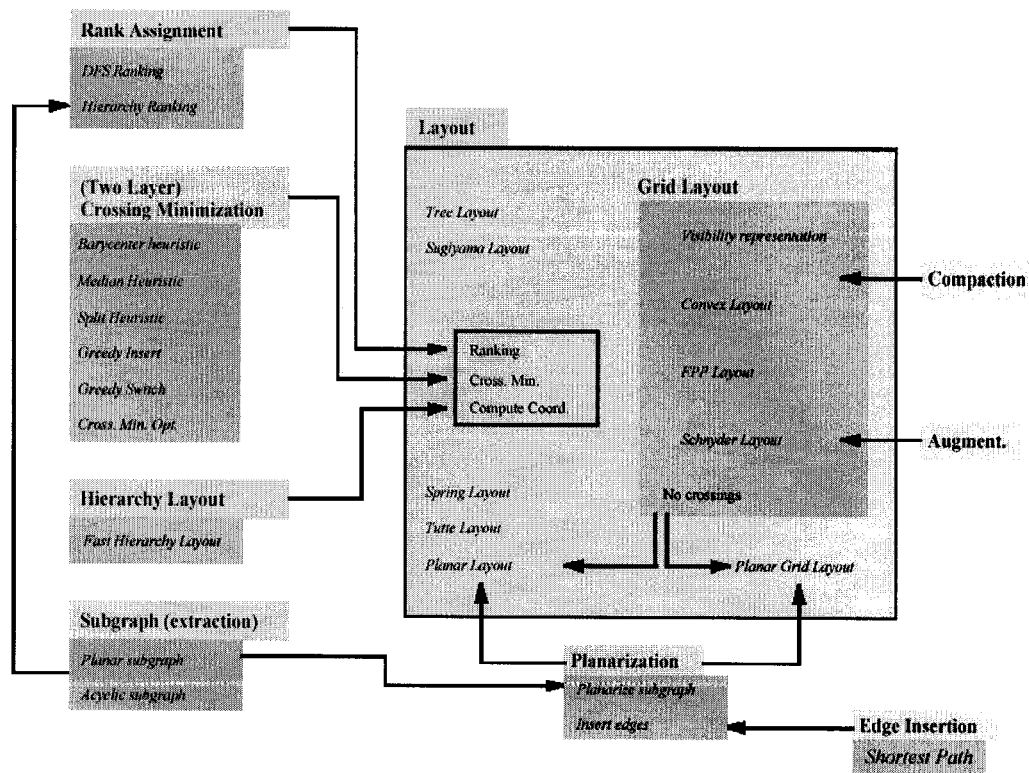 Rank Assignment
DFS Ranking
Hierarchy Ranking
(Two Layer)
Crossing Minimization
Barycenter heuristic
Median Heuristic
Split Heuristic
Greedy Insert
Greedy Switch
Cross. Min. Opt.
Hierarchy Layout
Fast Hierarchy Layout
Subgraph (extraction)
Planar subgraph
Acyclic subgraph
Layout
Tree Layout
Sugiyama Layout
Ranking
Cross. Min.
Compute Coord.
Spring Layout
Tutte Layout
Planar Layout
Grid Layout
Visibility representation
Convex Layout
FPP Layout
Schnyder Layout
No crossings
Planar Grid Layout
Compaction
Augment.
Planarization
Planarize subgraph
Insert edges
Edge Insertion
Shortest Path